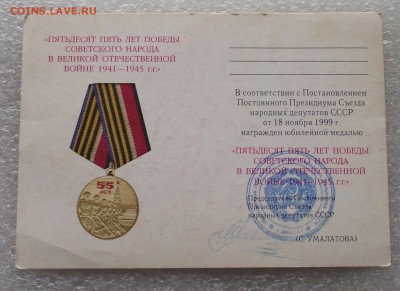 COINS.LAVE.RU
«ПЯТЬДЕСЯТ ПЯТЬ ЛЕТ ПОБЕДЫ
СОВЕТСКОГО НАРОДА
В ВЕЛИКОЙ ОТЕЧЕСТВЕННОЙ
ВОЙНЕ 1941—1945 г.г.»
55
В соответствии с Постановлением
Постоянного Президиума Съезда
народных депутатов СССР
от 18 ноября 1999 г.
награжден юбилейной медалью
«ПЯТЬДЕСЯТ ПЯТЬ ЛЕТ ПОБЕДЫ
СОВЕТСКОГО НАРОДА
В ВЕЛИКОЙ ОТЕЧЕСТВЕННОЙ
ВОЙНЕ 1941—1945 г.г.»
Председатель Постоянного
Президиума Съезда
народных депутатов СССР
(С. УМАЛАТОВА)